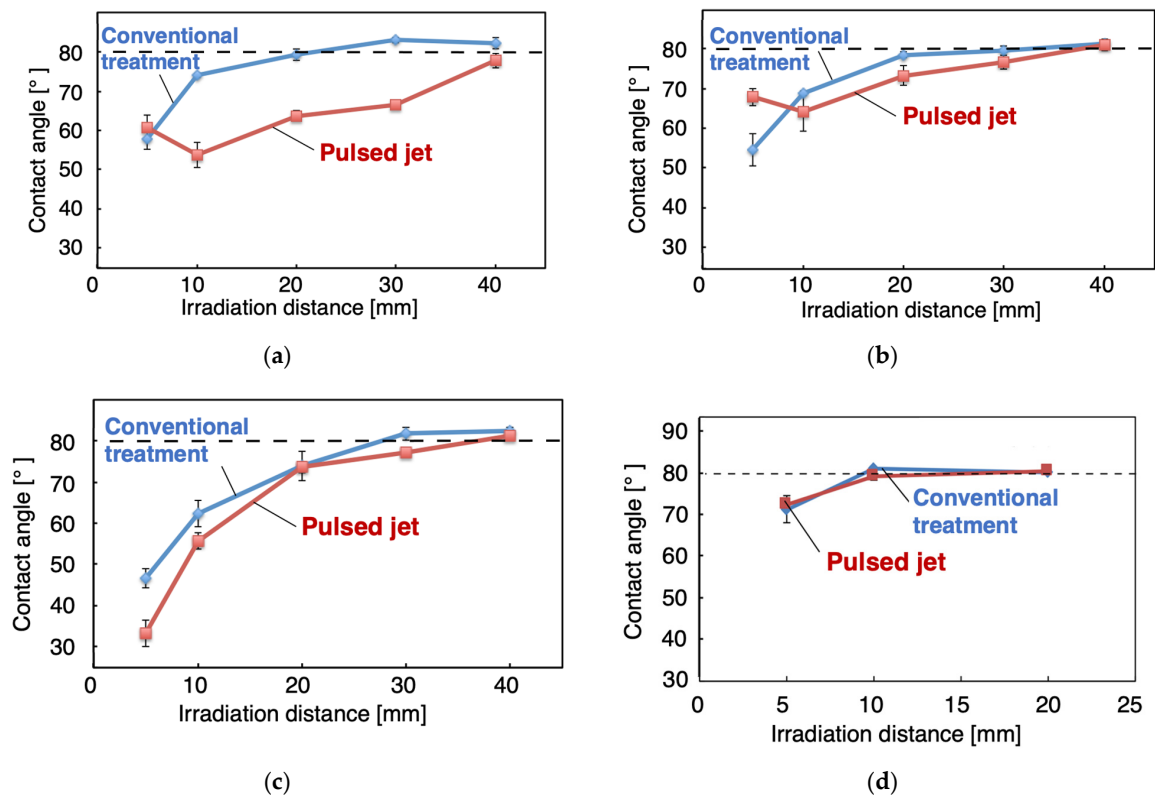 80
70
60
50
40
30
0
10
20
30
40
Contact angle [° ]
Irradiation distance [mm]
Conventional
treatment
Pulsed jet
(a)
80
70
60
50
40
30
0
10
20
30
40
Contact angle [° ]
Irradiation distance [mm]
Conventional
treatment
Pulsed jet
(b)
80
70
60
50
40
30
0
10
20
30
40
Contact angle [° ]
Irradiation distance [mm]
Conventional
treatment
Pulsed jet
(c)
90
80
70
60
50
40
30
0
5
10
15
20
25
Contact angle [° ]
Irradiation distance [mm]
Conventional
treatment
Pulsed jet
(d)